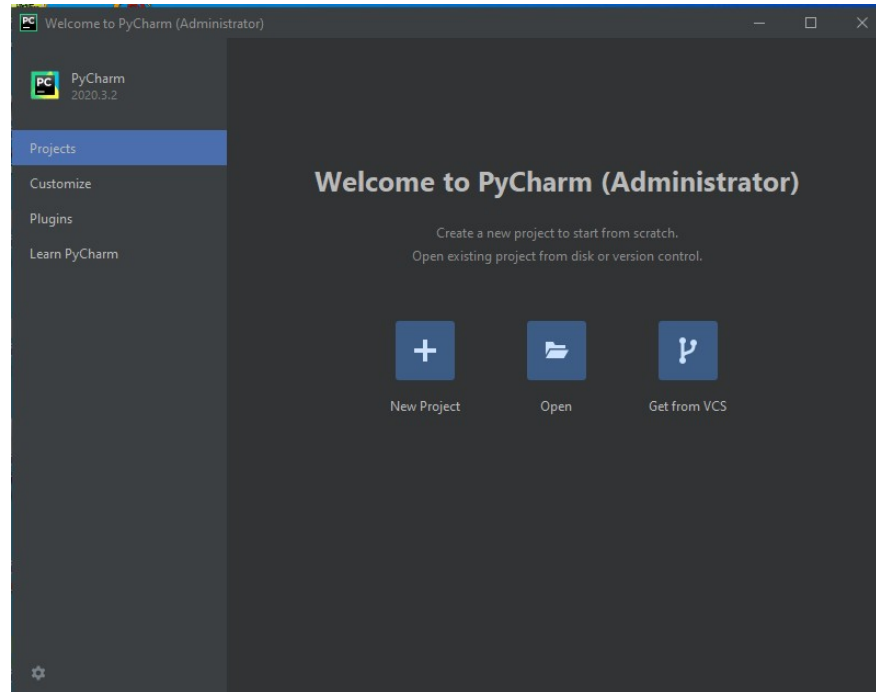 Welcome to PyCharm (Administrator)
PC
PyCharm
2020.3.2
Projects
Customize
Plugins
Learn PyCharm
Welcome to PyCharm (Administrator)
Create a new project to start from scratch.
Open existing project from disk or version control.
New Project
Open
Get from VCS